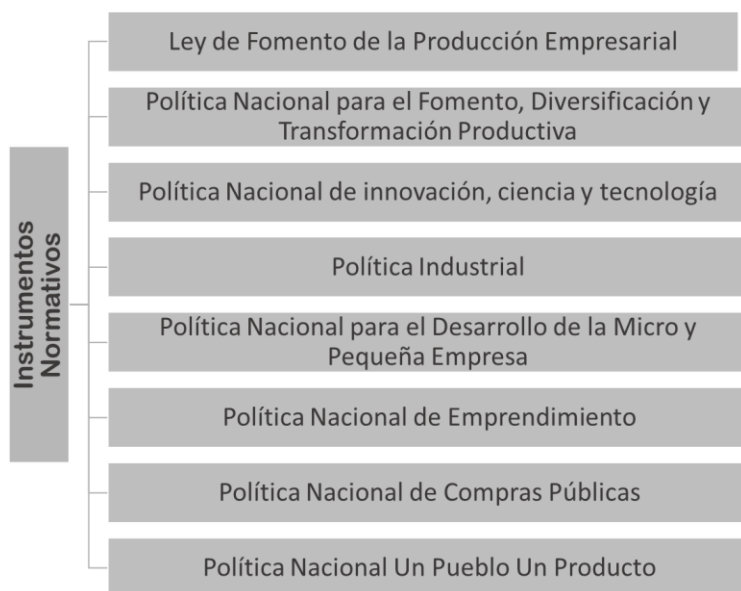 Instrumentos
Normativos
Ley de Fomento de la Producción Empresarial
Política Nacional para el Fomento, Diversificación y
Transformación Productiva
Política Nacional de innovación, ciencia y tecnología
Política Industrial
Política Nacional para el Desarrollo de la Micro y
Pequeña Empresa
Política Nacional de Emprendimiento
Política Nacional de Compras Públicas
Política Nacional Un Pueblo Un Producto